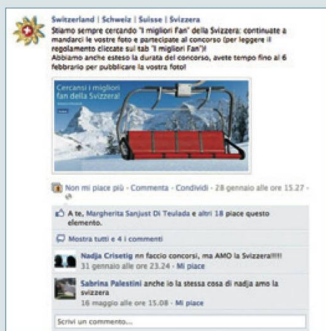 Switzerland | Schweiz | Suisse | Svizzera
Stiamo sempre cercando "I migliori Fan" della Svizzera: continuate a
mandarci le vostre foto e partecipate al concorso (per leggere il
regolamento cliccate sul tab "I migliori Fan")!
Abbiamo anche esteso la durata del concorso, avete tempo fino al 6
febbrario per pubblicare la vostra foto!
Cercansi i migliori
fan della Svizzera!
Non mi piace più · Commenta · Condividi · 28 gennaio alle ore 15.27 ·
A te, Margherita Sanjust Di Teulada e altri 18 piace questo
elemento.
Mostra tutti e 4 i commenti
Nadja Crisetig nn faccio concorsi, ma AMO la Svizzera!!!!!
31 gennaio alle ore 23.24 · Mi piace
Sabrina Palestini anche io la stessa cosa di nadja amo la
svizzera
16 maggio alle ore 15.08 · Mi piace
Scrivi un commento...